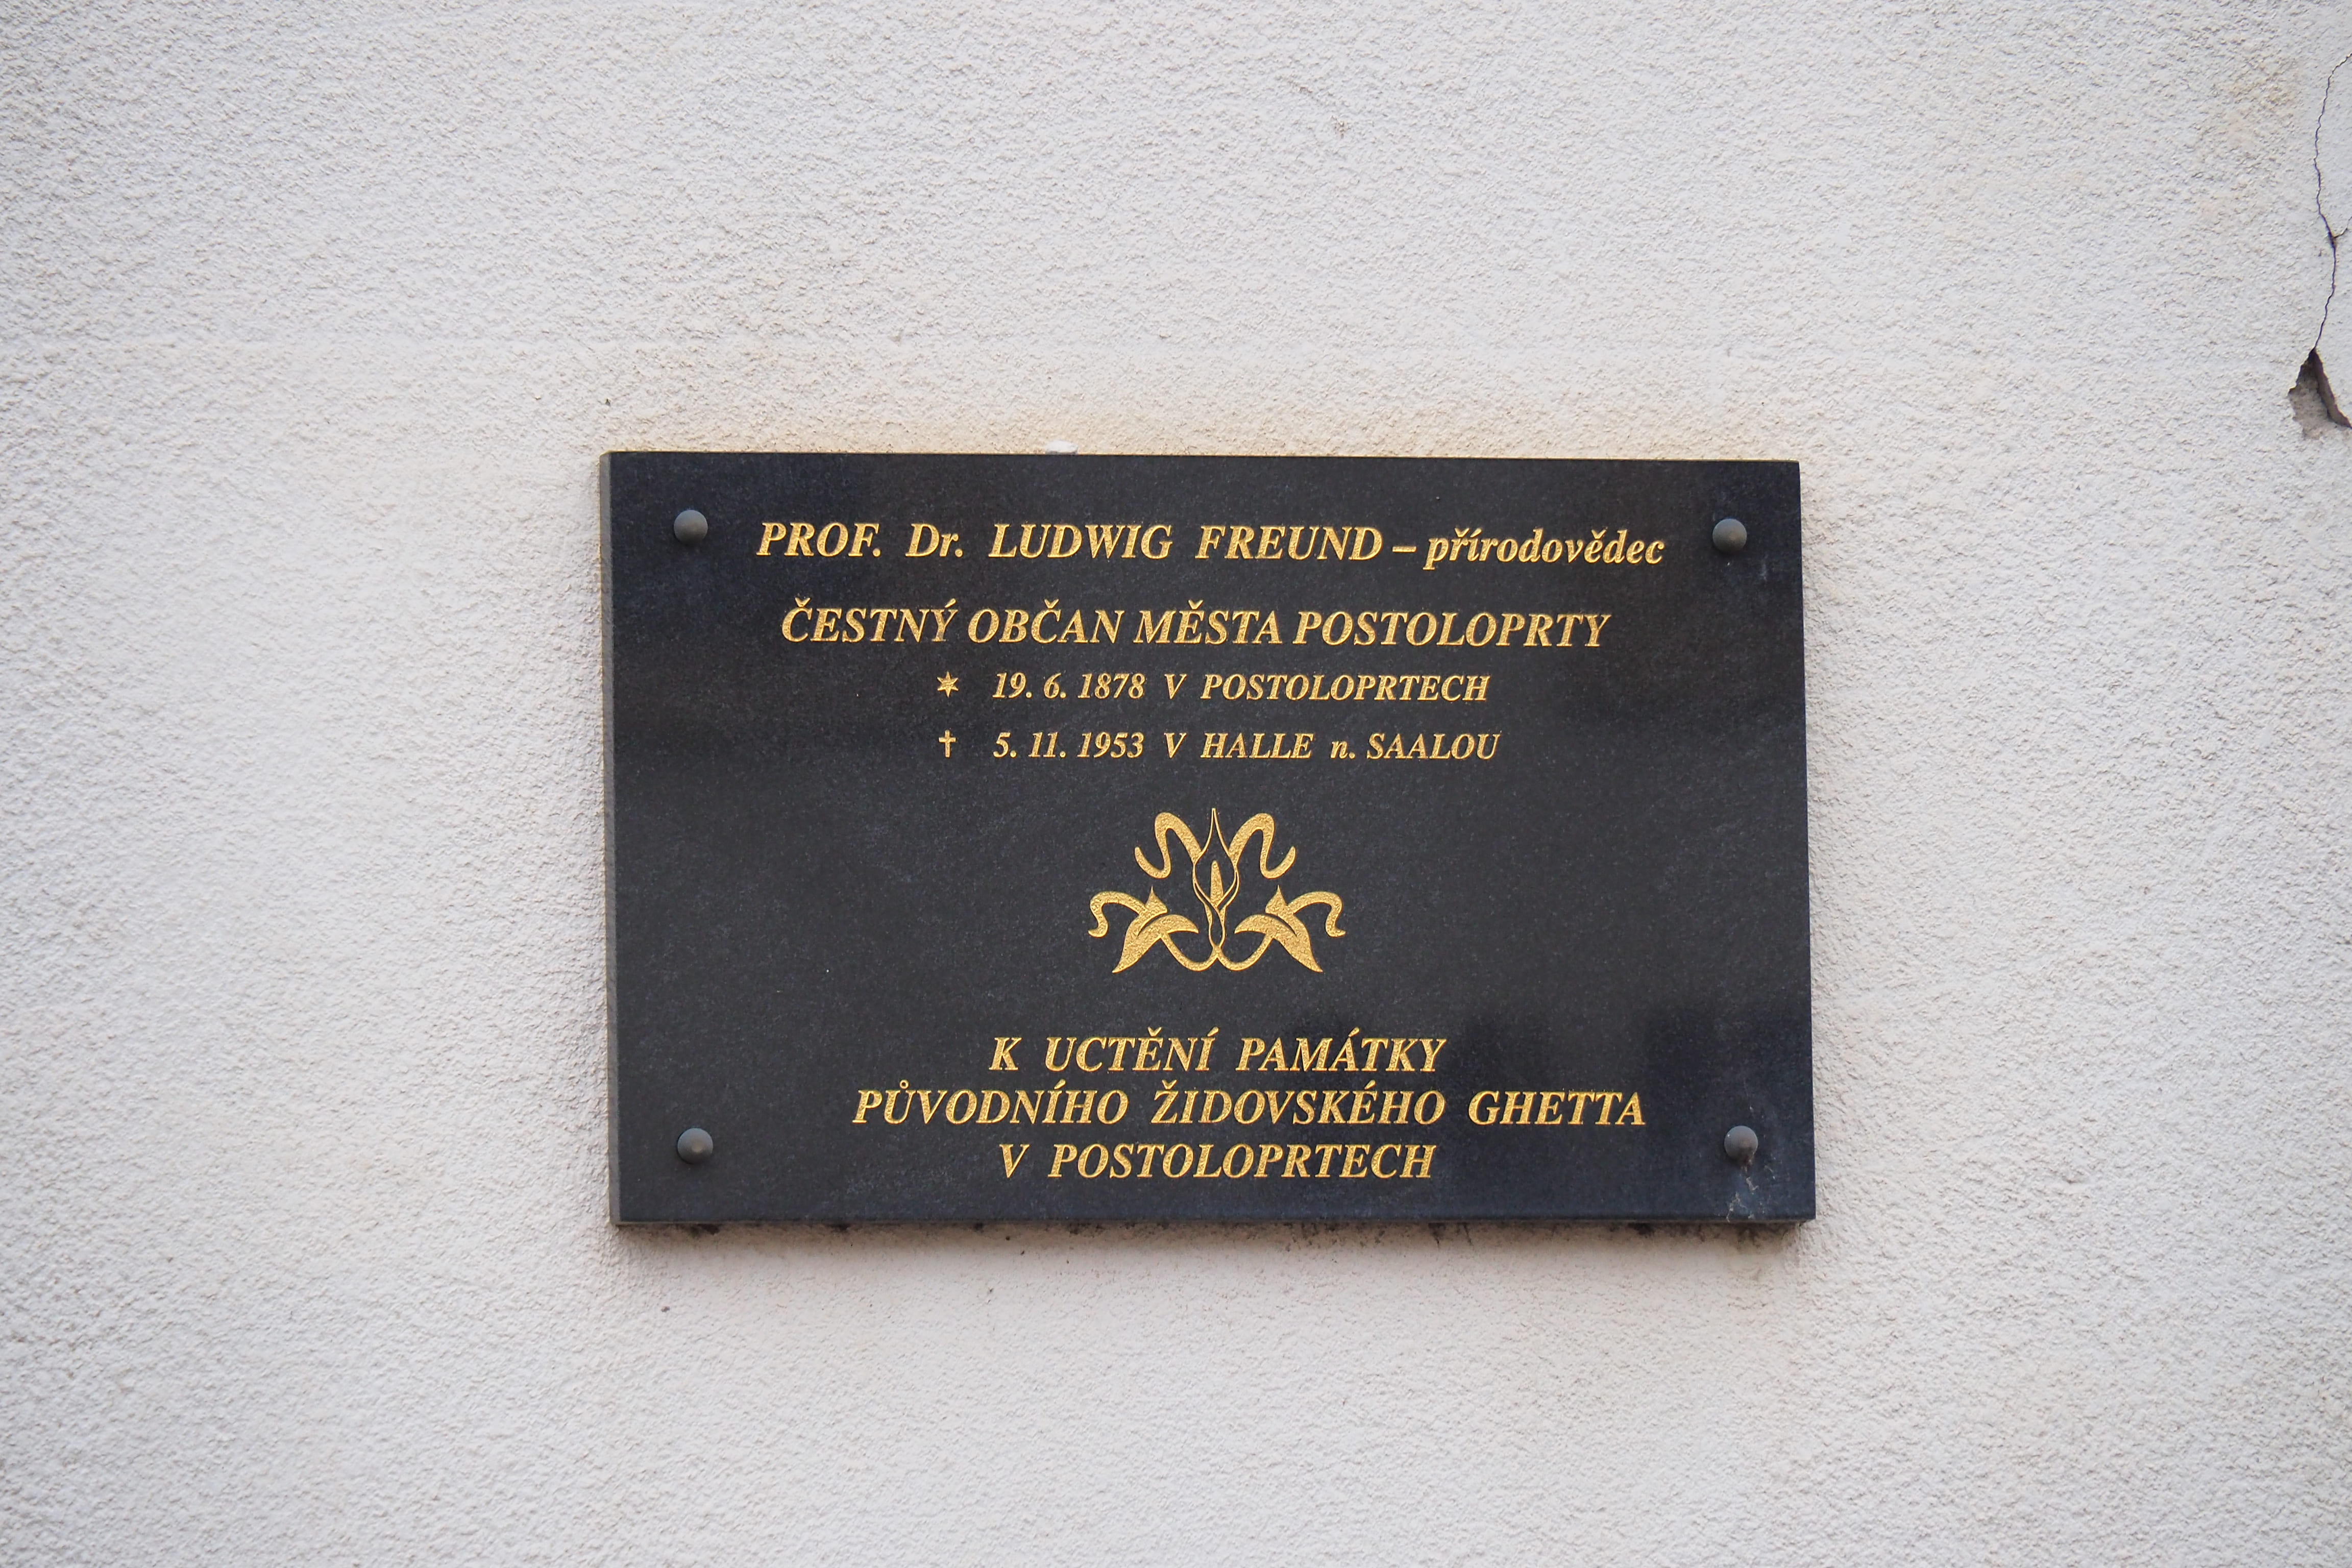 PROF. Dr. LUDWIG FREUND – přírodovědec
ČESTNÝ OBČAN MĚSTA POSTOLOPRTY
✶ 19. 6. 1878 V POSTOLOPRTECH
✝ 5. 11. 1953 V HALLE n. SAALOU
K UCTĚNÍ PAMÁTKY
PŮVODNÍHO ŽIDOVSKÉHO GHETTA
V POSTOLOPRTECH